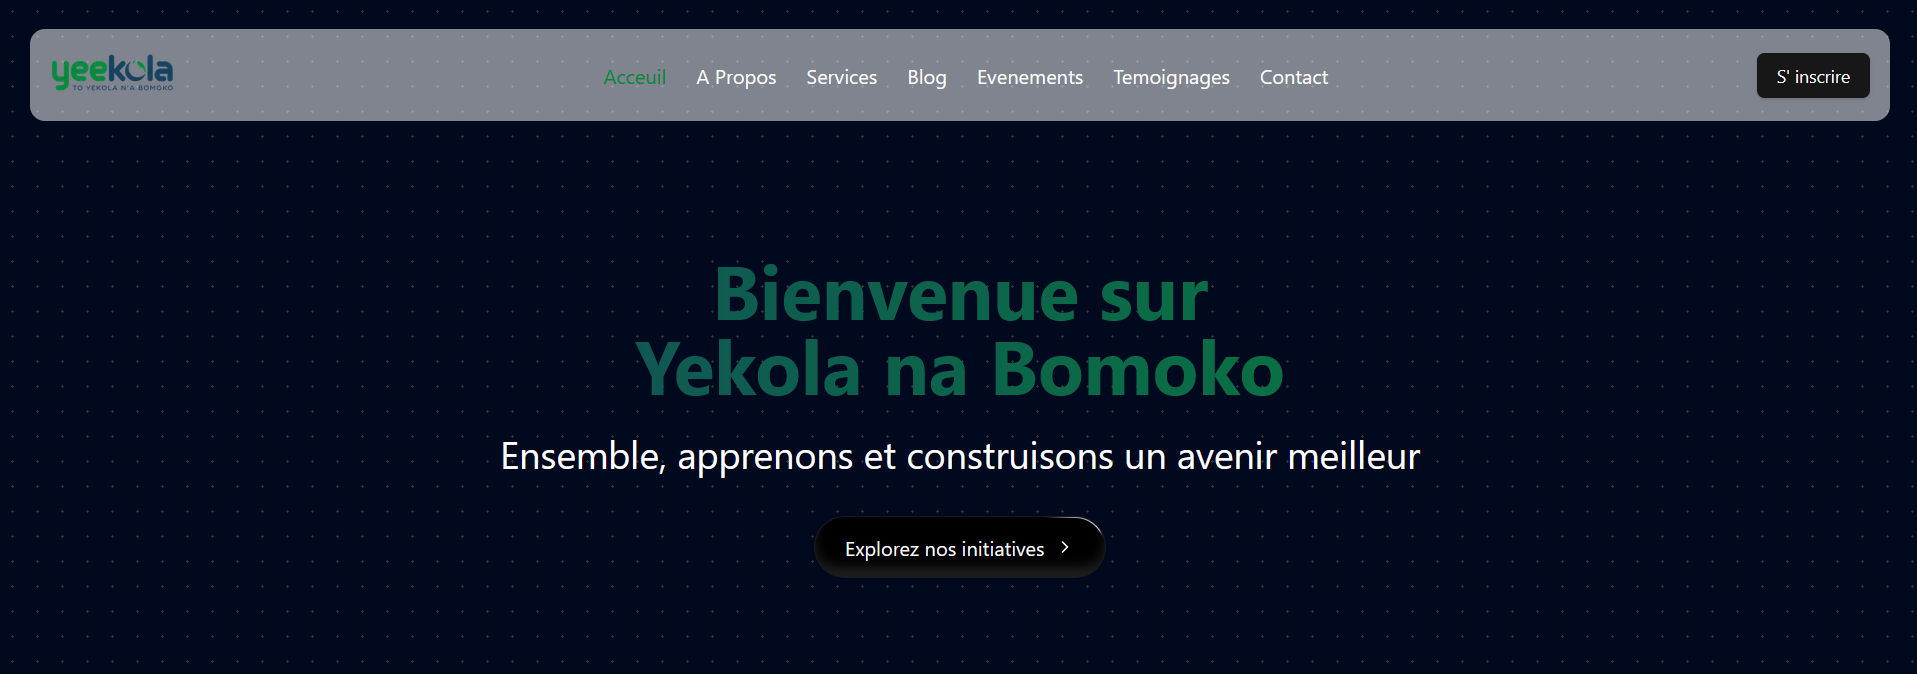 yeekola
TO YEKOLA N'A BOMOKO
Acceuil A Propos Services Blog Evenements Temoignages Contact
S' inscrire
Bienvenue sur
Yekola na Bomoko
Ensemble, apprenons et construisons un avenir meilleur
Explorez nos initiatives